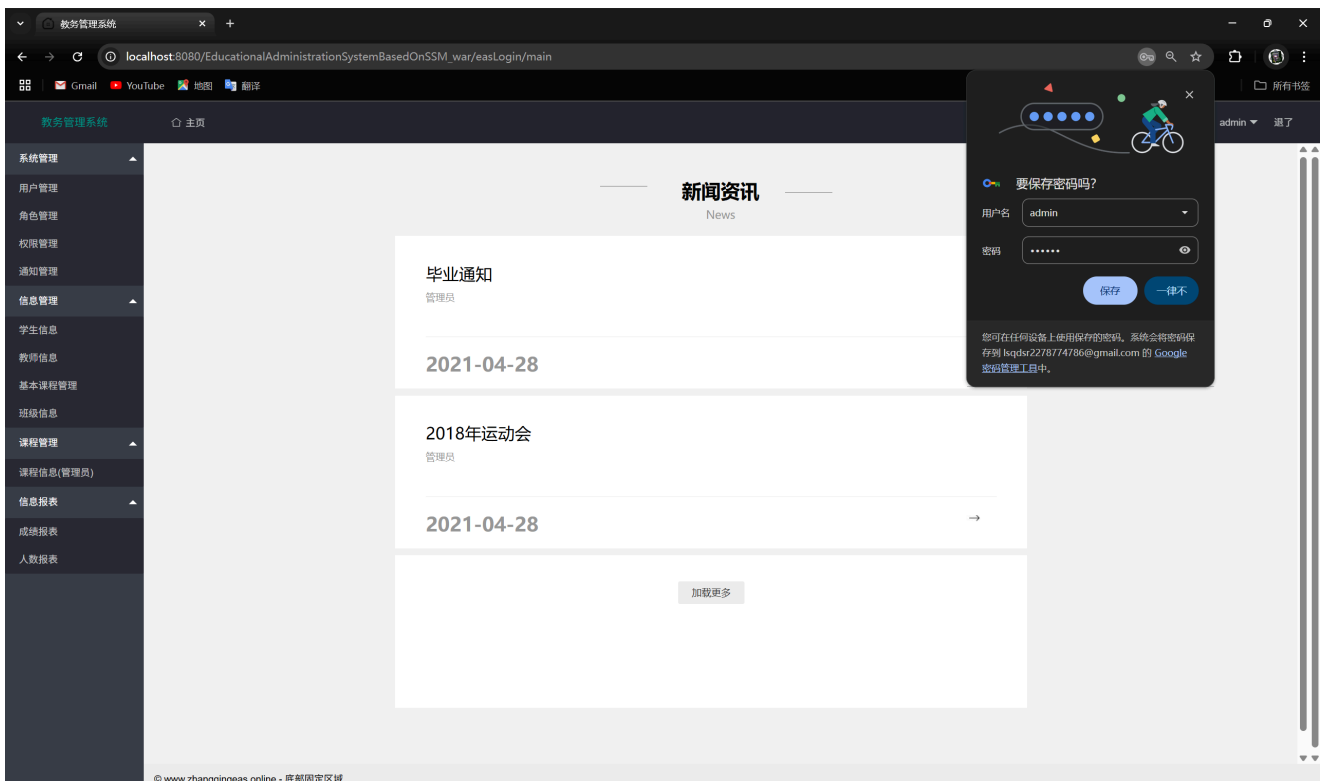 教务管理系统
localhost:8080/EducationalAdministrationSystemBasedOnSSM_war/easLogin/main
Gmail
YouTube
地图
翻译
所有书签
教务管理系统
主页
admin
退了
系统管理
用户管理
角色管理
权限管理
通知管理
信息管理
学生信息
教师信息
基本课程管理
班级信息
课程管理
课程信息(管理员)
信息报表
成绩报表
人数报表
新闻资讯
News
毕业通知
管理员
2021-04-28
2018年运动会
管理员
2021-04-28
加载更多
要保存密码吗?
用户名
admin
密码
••••••
保存
一律不
您可在任何设备上使用保存的密码。系统会将密码保
存到 lsqdsr2278774786@gmail.com 的 Google
密码管理工具中。
© www.zhangqingeas.online - 底部固定区域